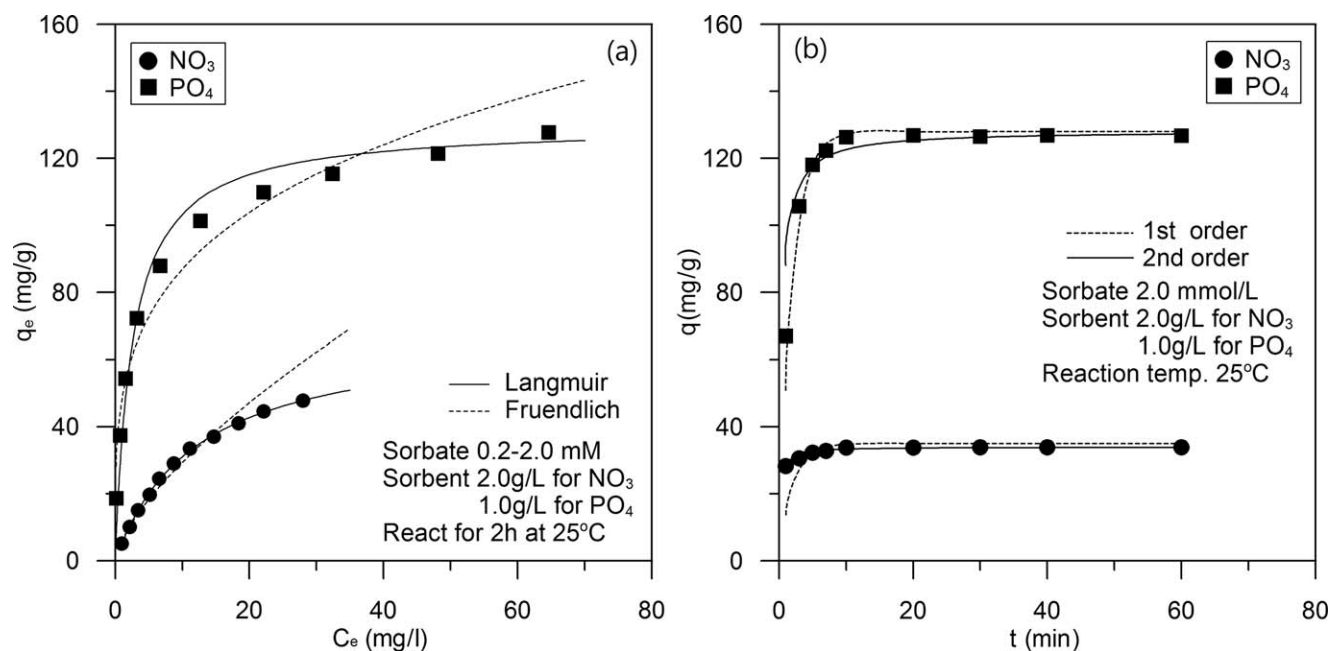 160
120
80
40
0
qₑ (mg/g)
NO₃
PO₄
(a)
Langmuir
Fruendlich
Sorbate 0.2-2.0 mM
Sorbent 2.0g/L for NO₃
1.0g/L for PO₄
React for 2h at 25°C
0 20 40 60 80
Cₑ (mg/l)
160
120
80
40
0
q(mg/g)
(b)
NO₃
PO₄
1st order
2nd order
Sorbate 2.0 mmol/L
Sorbent 2.0g/L for NO₃
1.0g/L for PO₄
Reaction temp. 25°C
0 20 40 60 80
t (min)